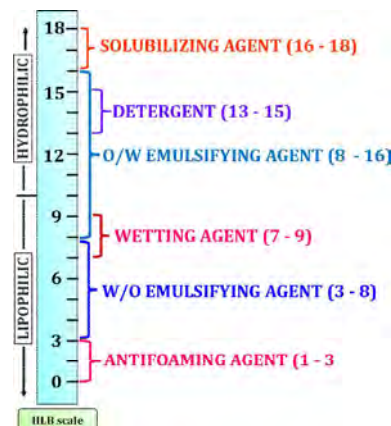 18
SOLUBILIZING AGENT (16 - 18)
HYDROPHILIC
15
DETERGENT (13 - 15)
12
O/W EMULSIFYING AGENT (8 - 16)
9
WETTING AGENT (7 - 9)
LIPOPHILIC
6
W/O EMULSIFYING AGENT (3 - 8)
3
ANTIFOAMING AGENT (1 - 3
0
HLB scale